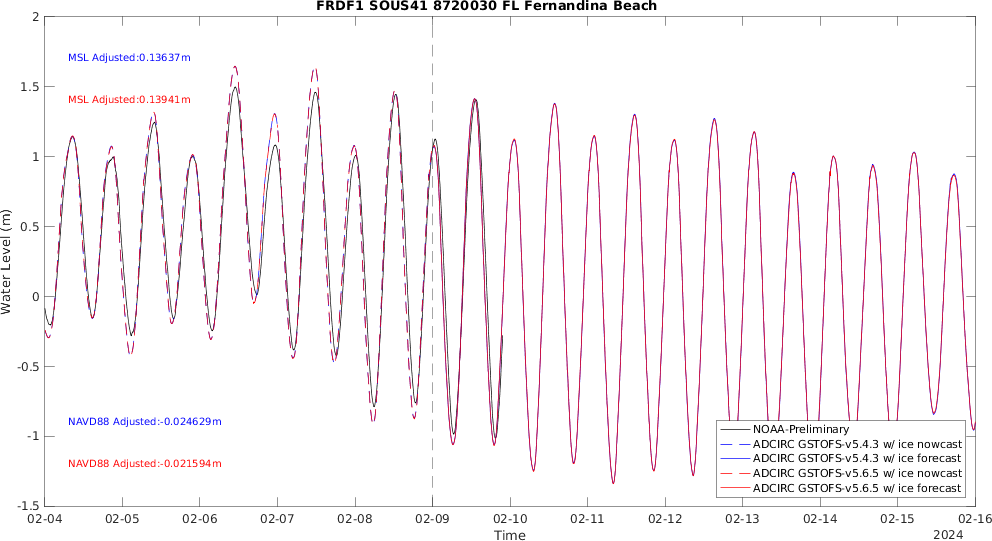 FRDF1 SOUS41 8720030 FL Fernandina Beach
2
1.5
1
0.5
0
-0.5
-1
-1.5
Water Level (m)
MSL Adjusted:0.13637m
MSL Adjusted:0.13941m
NAVD88 Adjusted:-0.024629m
NAVD88 Adjusted:-0.021594m
NOAA-Preliminary
ADCIRC GSTOFS-v5.4.3 w/ ice nowcast
ADCIRC GSTOFS-v5.4.3 w/ ice forecast
ADCIRC GSTOFS-v5.6.5 w/ ice nowcast
ADCIRC GSTOFS-v5.6.5 w/ ice forecast
02-04 02-05 02-06 02-07 02-08 02-09 02-10 02-11 02-12 02-13 02-14 02-15 02-16
Time
2024